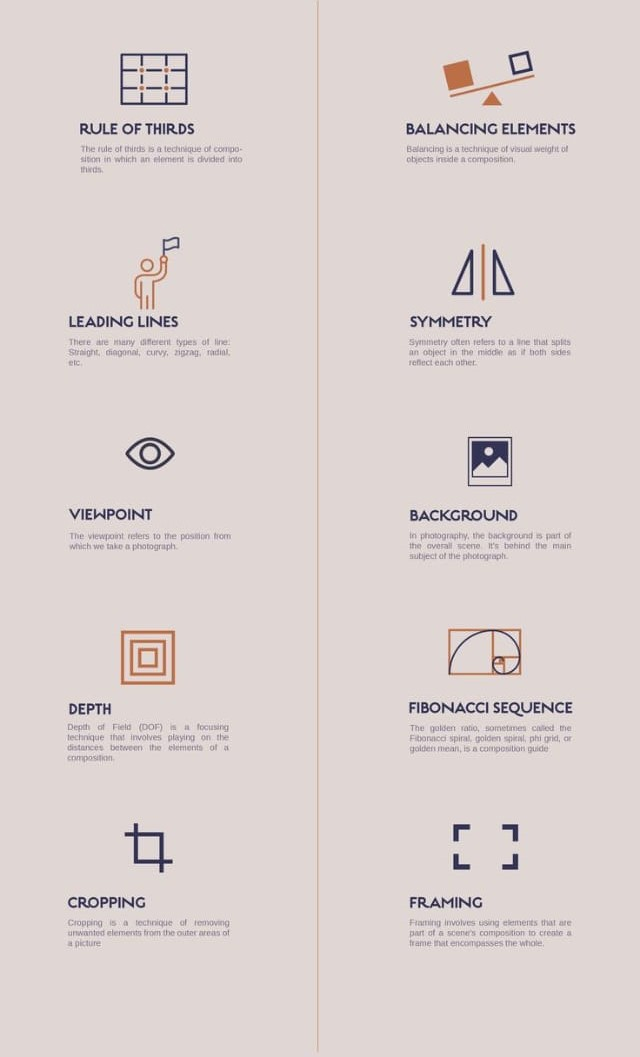 RULE OF THIRDS
The rule of thirds is a technique of compo-
sition in which an element is divided into
thirds.
BALANCING ELEMENTS
Balancing is a technique of visual weight of
objects inside a composition.
LEADING LINES
There are many different types of line:
Straight, diagonal, curvy, zigzag, radial,
etc.
SYMMETRY
Symmetry often refers to a line that splits
an object in the middle as if both sides
reflect each other.
VIEWPOINT
The viewpoint refers to the position from
which we take a photograph.
BACKGROUND
In photography, the background is part of
the overall scene. It's behind the main
subject of the photograph.
DEPTH
Depth of Field (DOF) is a focusing
technique that involves playing on the
distances between the elements of a
composition.
FIBONACCI SEQUENCE
The golden ratio, sometimes called the
Fibonacci spiral, golden spiral, phi grid, or
golden mean, is a composition guide
CROPPING
Cropping is a technique of removing
unwanted elements from the outer areas of
a picture
FRAMING
Framing involves using elements that are
part of a scene's composition to create a
frame that encompasses the whole.